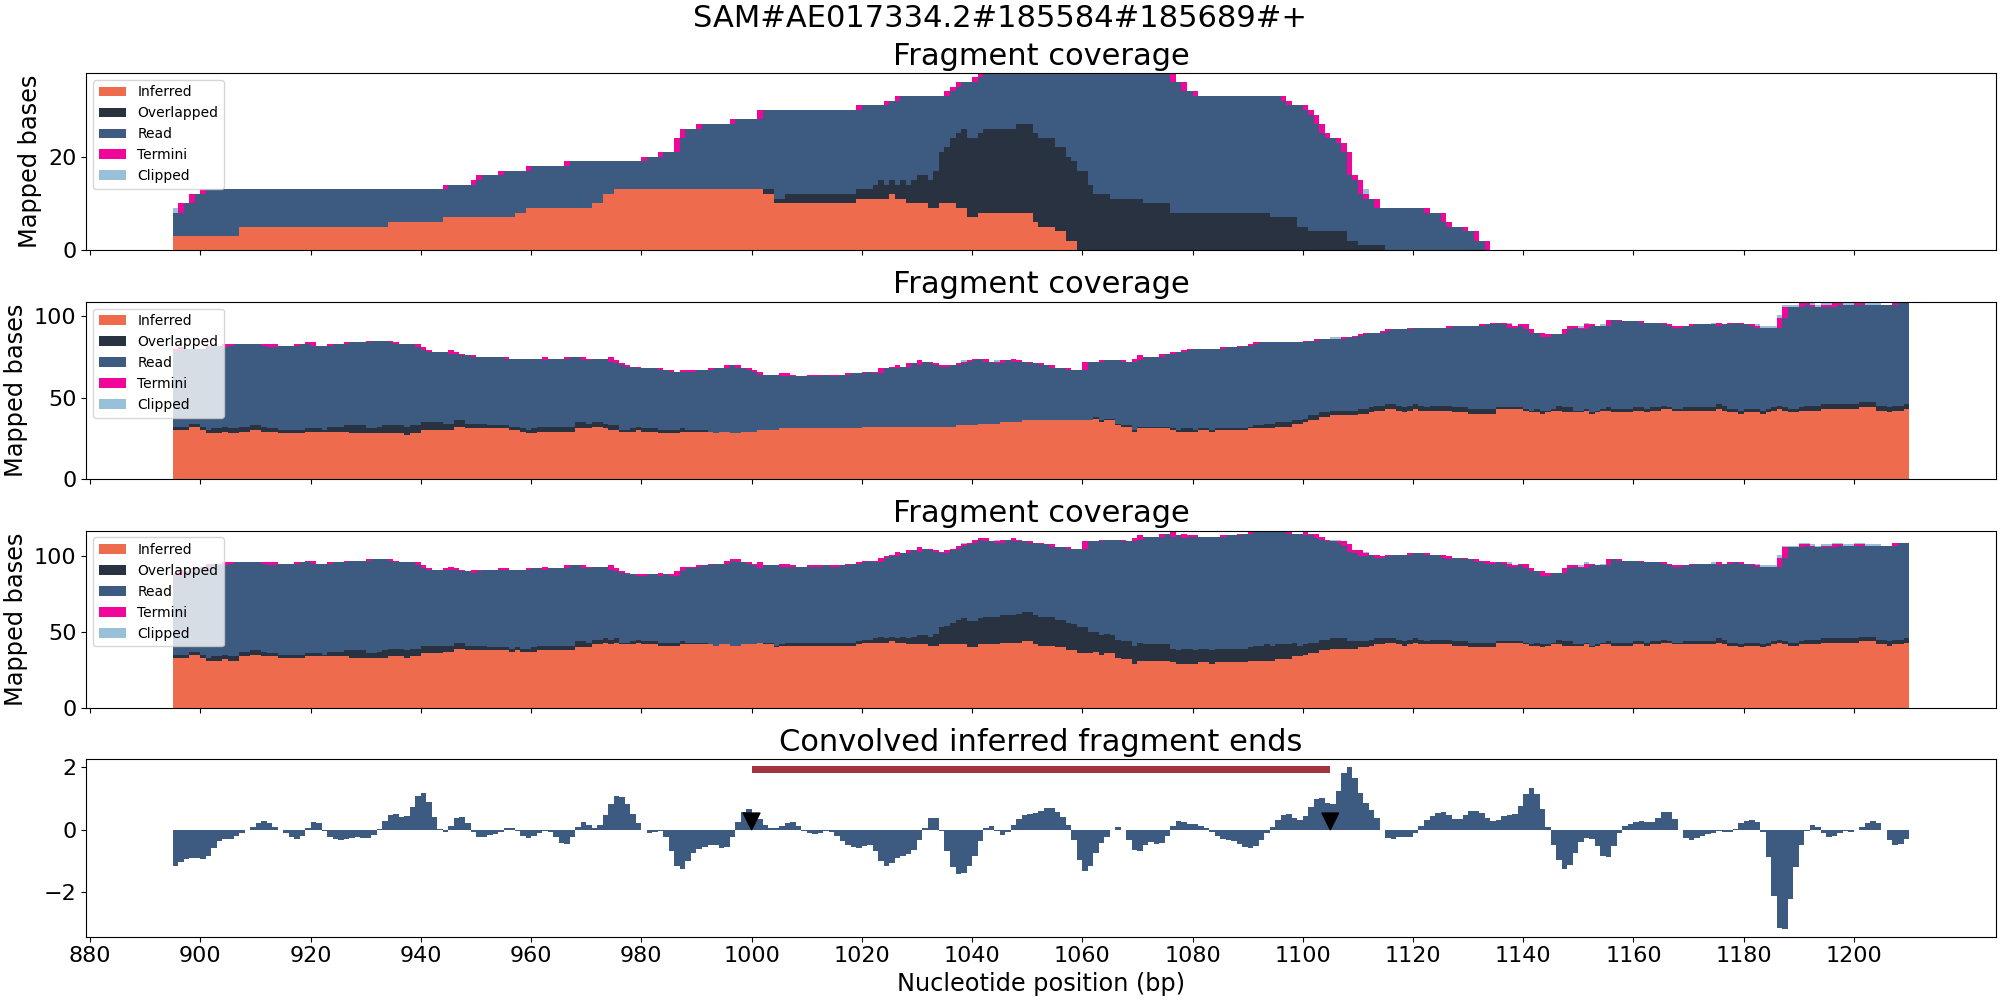 SAM#AE017334.2#185584#185689#+
Fragment coverage
Mapped bases
20
0
Inferred
Overlapped
Read
Termini
Clipped
Fragment coverage
Mapped bases
100
50
0
Inferred
Overlapped
Read
Termini
Clipped
Fragment coverage
Mapped bases
100
50
0
Inferred
Overlapped
Read
Termini
Clipped
Convolved inferred fragment ends
2
0
−2
880 900 920 940 960 980 1000 1020 1040 1060 1080 1100 1120 1140 1160 1180 1200
Nucleotide position (bp)